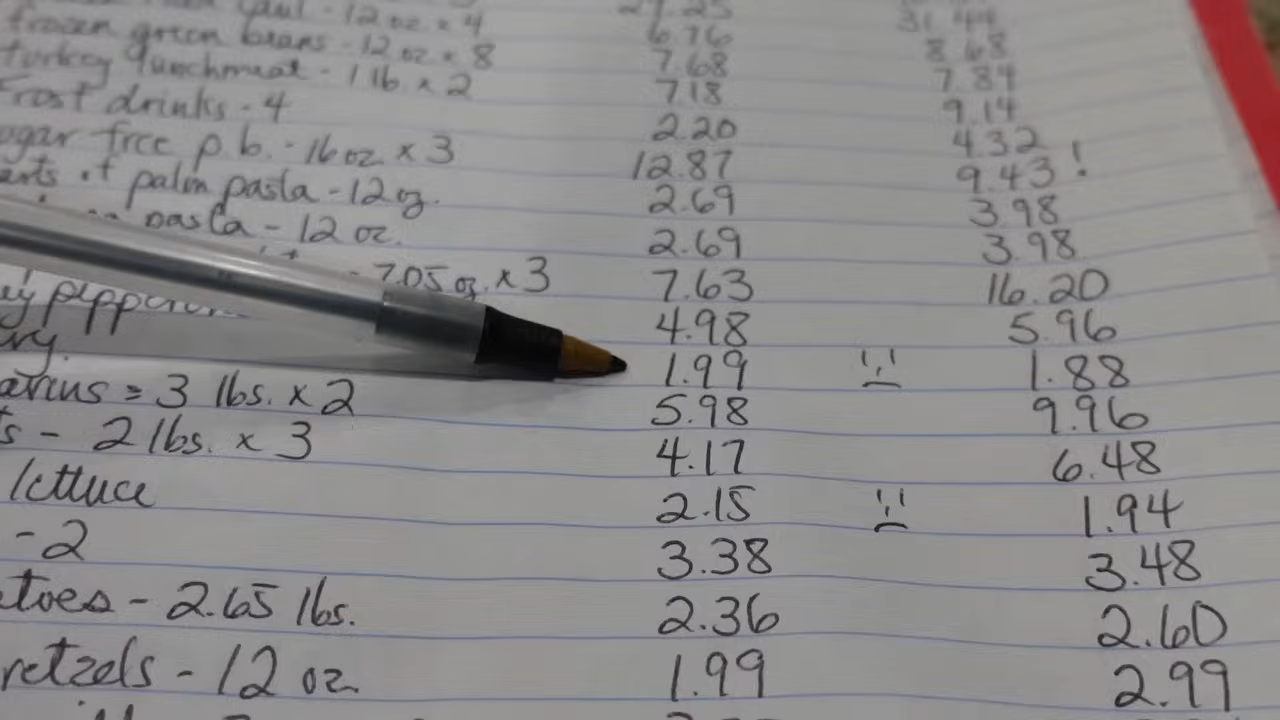 12 oz x 4
frozen green beans - 12 oz x 8 6.76 8.68
turkey lunchmeat - 1 lb. x 2 7.68 7.84
Frost drinks - 4 7.18 9.14
free p.b. - 16 oz x 3 2.20 4.32
of palm pasta - 12 oz. 12.87 9.43 !
pasta - 12 oz. 2.69 3.98
2.69 3.98
- 7.05 oz. x 3 7.63 16.20
4.98 5.96
1.99 1.88
= 3 lbs. x 2 5.98 9.96
- 2 lbs. x 3 4.17 6.48
lettuce 2.15 1.94
- 2 3.38 3.48
toes - 2.65 lbs. 2.36 2.60
retzels - 12 oz. 1.99 2.99